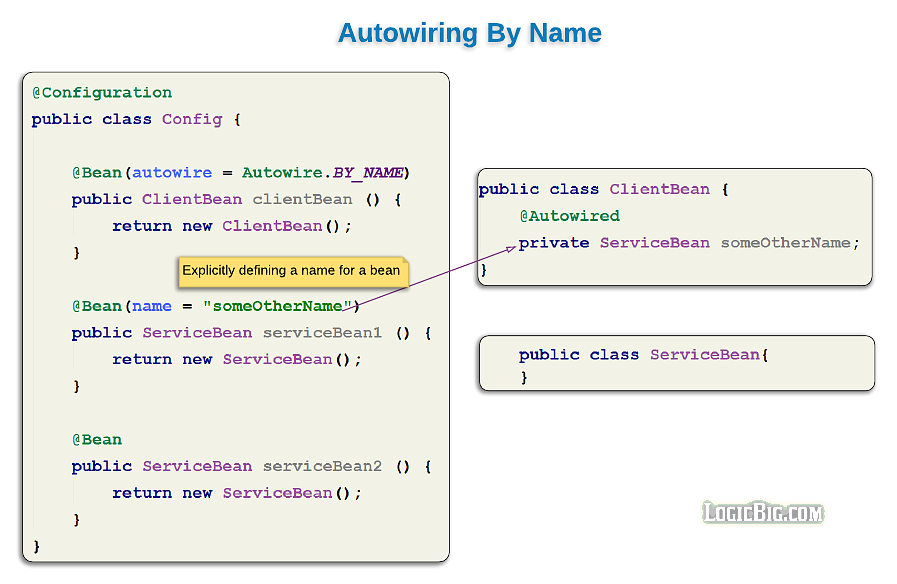 Autowiring By Name
@Configuration
public class Config {
@Bean(autowire = Autowire.BY_NAME)
public ClientBean clientBean () {
return new ClientBean();
}
Explicitly defining a name for a bean
@Bean(name = "someOtherName")
public ServiceBean serviceBean1 () {
return new ServiceBean();
}
@Bean
public ServiceBean serviceBean2 () {
return new ServiceBean();
}
}
public class ClientBean {
@Autowired
private ServiceBean someOtherName;
}
public class ServiceBean{
}
LogicBig.com